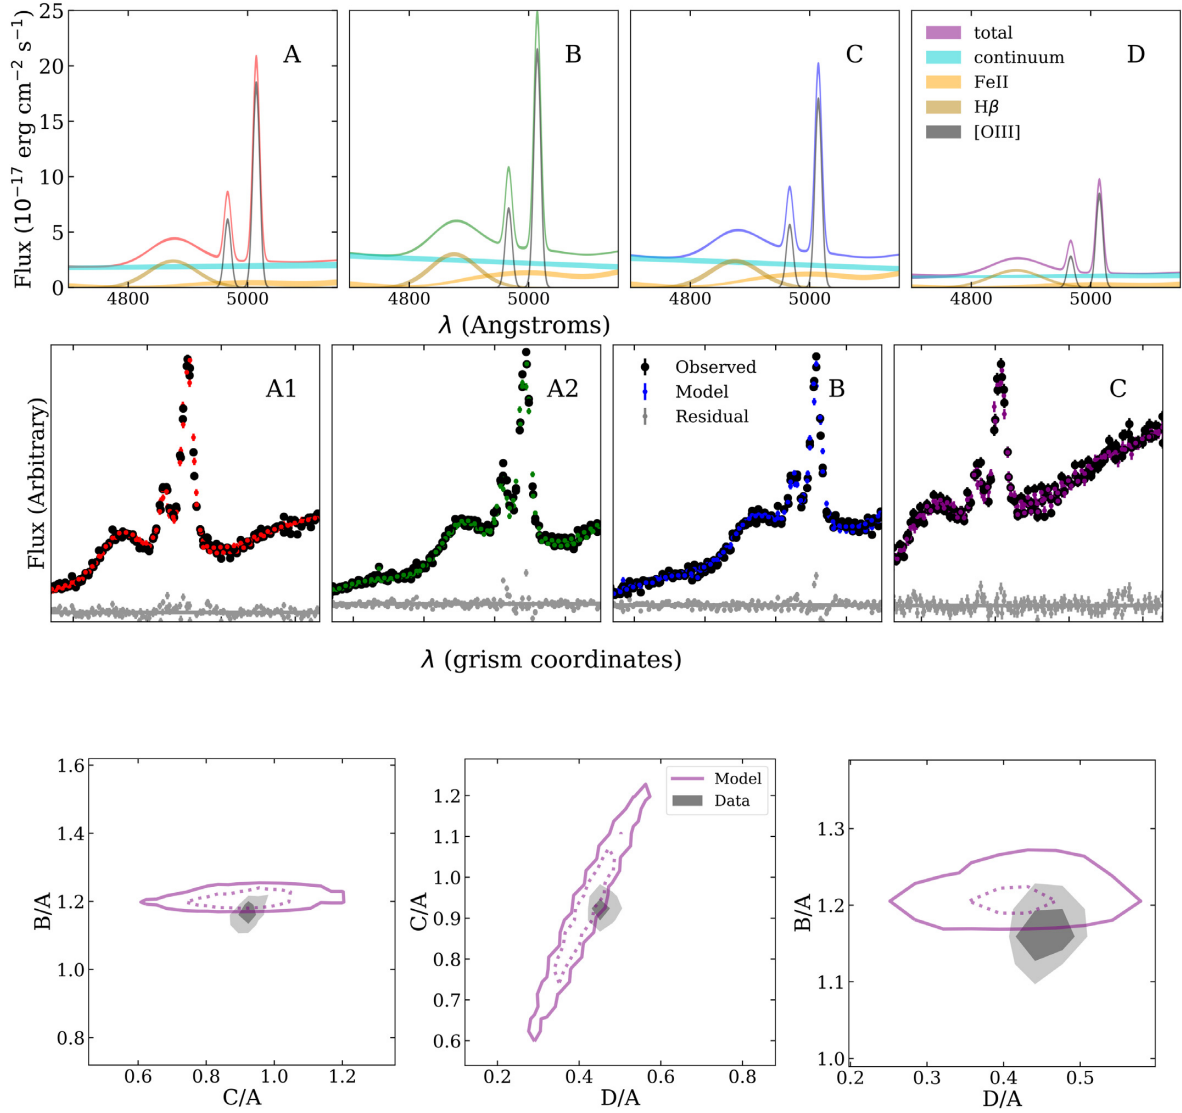 25
20
15
10
5
0
Flux (10⁻¹⁷ erg cm⁻² s⁻¹)
A
B
C
D
total
continuum
FeII
Hβ
[OIII]
4800 5000
4800 5000
4800 5000
4800 5000
λ (Angstroms)
Flux (Arbitrary)
A1
A2
Observed
Model
Residual
B
C
λ (grism coordinates)
1.6
1.4
1.2
1.0
0.8
B/A
0.6 0.8 1.0 1.2
C/A
1.2
1.1
1.0
0.9
0.8
0.7
0.6
C/A
Model
Data
0.2 0.4 0.6 0.8
D/A
1.3
1.2
1.1
1.0
B/A
0.2 0.3 0.4 0.5
D/A